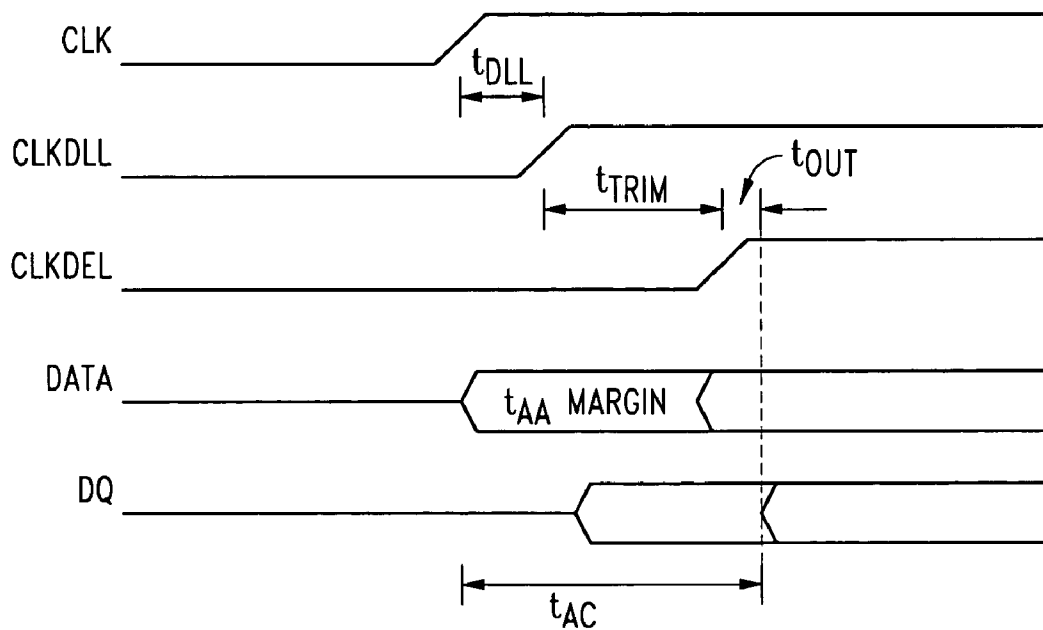 CLK
tDLL
CLKDLL
tTRIM
tOUT
CLKDEL
DATA
tAA MARGIN
DQ
tAC